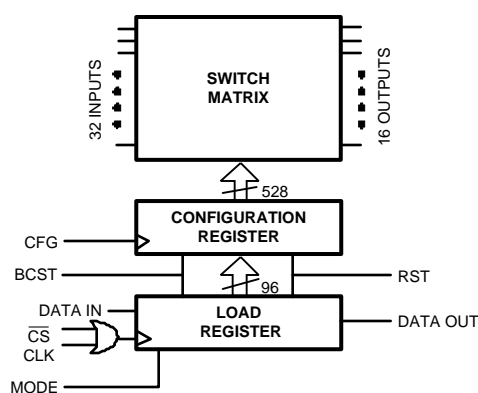 SWITCH
MATRIX
32 INPUTS
16 OUTPUTS
528
CONFIGURATION
REGISTER
CFG
BCST
RST
96
DATA IN
LOAD
REGISTER
DATA OUT
CS
CLK
MODE